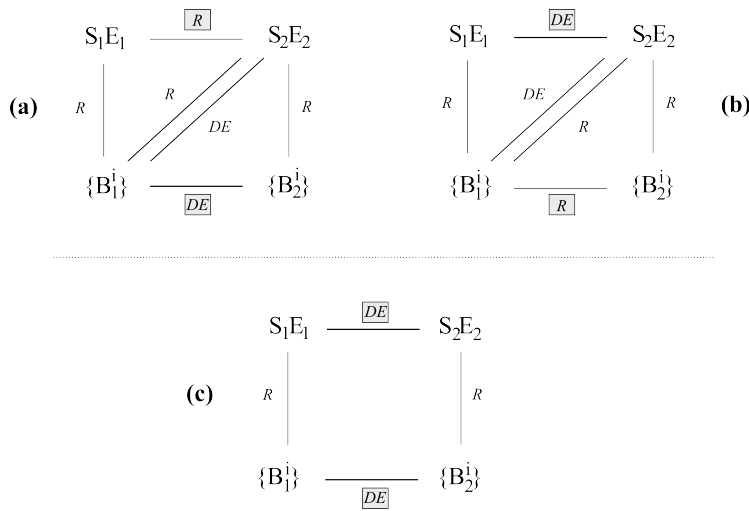 R DE
S₁E₁ S₂E₂ S₁E₁ S₂E₂
(a) R R DE R R DE R R (b)
{B₁ⁱ} {B₂ⁱ} {B₁ⁱ} {B₂ⁱ}
DE R
DE
S₁E₁ S₂E₂
(c) R R
{B₁ⁱ} {B₂ⁱ}
DE